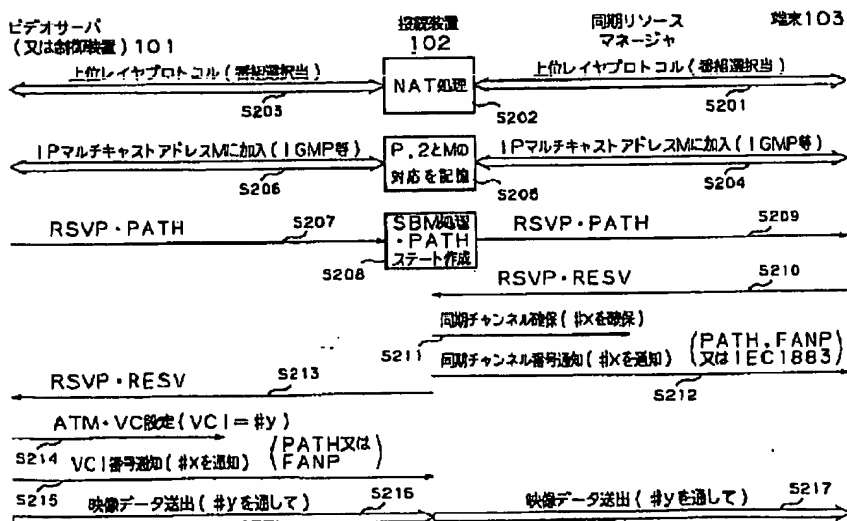 ビデオサーバ
(又は制御装置)101
接続装置
102
同期リソース
マネージャ
端末103
上位レイヤプロトコル(番組選択当)
S203
NAT処理
S202
上位レイヤプロトコル(番組選択当)
S201
IPマルチキャストアドレスMに加入(IGMP等)
S206
P.2とMの
対応を記憶
S205
IPマルチキャストアドレスMに加入(IGMP等)
S204
RSVP・PATH
S207
SBM処理
・PATH
ステート作成
S208
RSVP・PATH
S209
RSVP・RESV
S210
同期チャンネル確保(#Xを確保)
S211
同期チャンネル番号通知(#Xを通知)
(PATH,FANP
又はIEC1883)
S212
RSVP・RESV
S213
ATM・VC設定(VCI=#y)
S214
VCI番号通知(#Xを通知)
(PATH又は
FANP)
S215
映像データ送出(#yを通して)
S216
映像データ送出(#yを通して)
S217